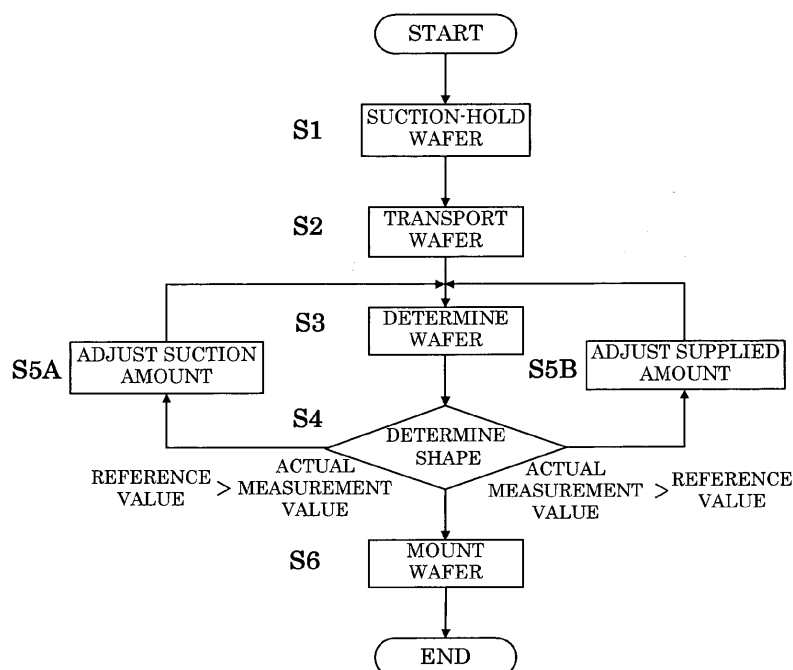 START
S1
SUCTION-HOLD
WAFER
S2
TRANSPORT
WAFER
S3
DETERMINE
WAFER
S5A
ADJUST SUCTION
AMOUNT
S5B
ADJUST SUPPLIED
AMOUNT
S4
DETERMINE
SHAPE
REFERENCE
VALUE
>
ACTUAL
MEASUREMENT
VALUE
ACTUAL
MEASUREMENT
VALUE
>
REFERENCE
VALUE
S6
MOUNT
WAFER
END